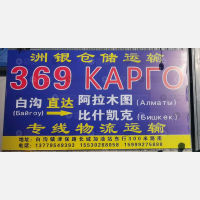 洲银仓储运输
369 КАРГО
白沟 直达 阿拉木图 (Алматы)
(Байгоу) 比什凯克 (Бишкек.)
专线物流运输